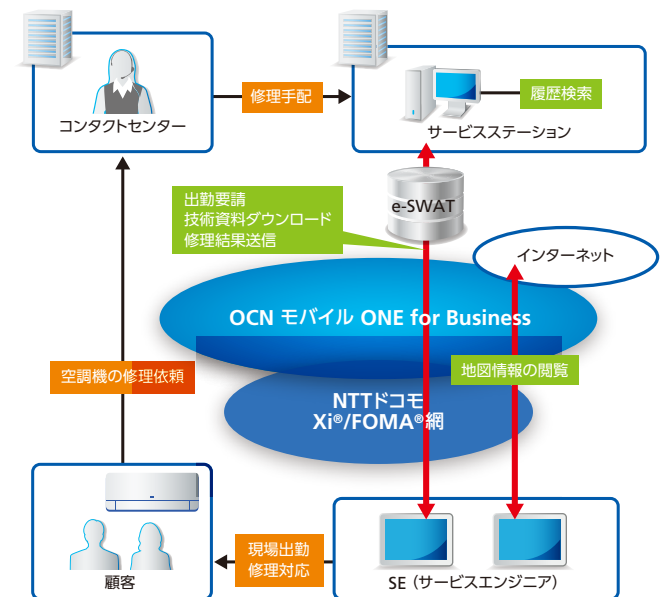 コンタクトセンター
修理手配
履歴検索
サービスステーション
出勤要請
技術資料ダウンロード
修理結果送信
e-SWAT
インターネット
OCN モバイル ONE for Business
空調機の修理依頼
地図情報の閲覧
NTTドコモ
Xi®/FOMA®網
現場出勤
修理対応
顧客
SE（サービスエンジニア）